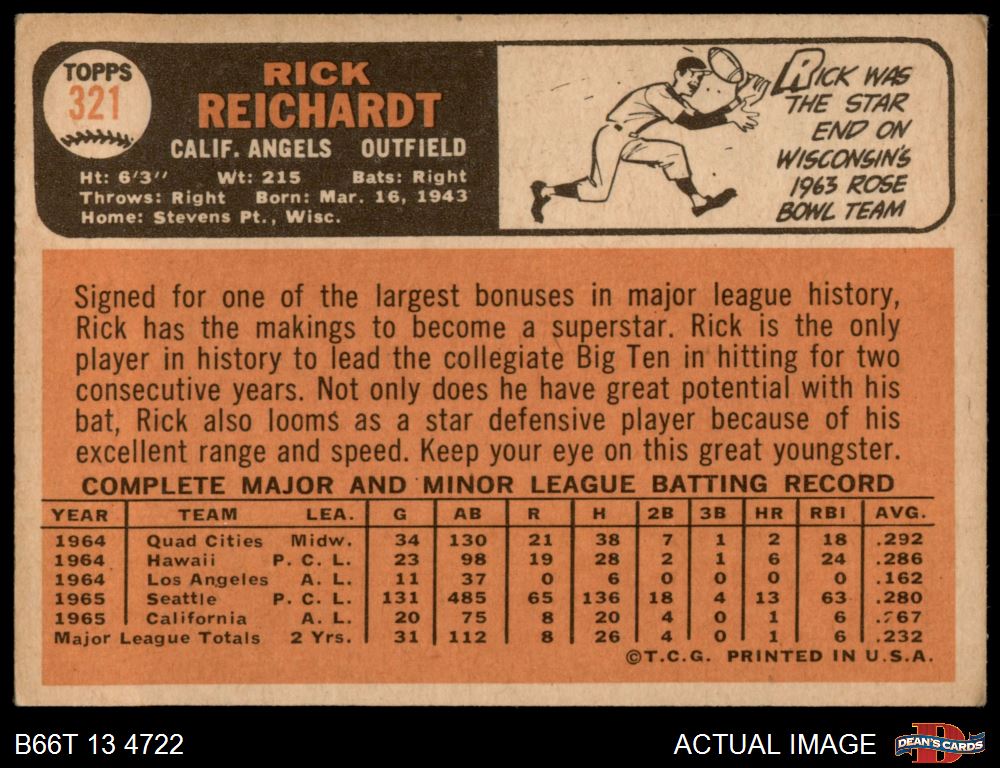 TOPPS
321
RICK
REICHARDT
CALIF. ANGELS OUTFIELD
Ht: 6'3" Wt: 215 Bats: Right
Throws: Right Born: Mar. 16, 1943
Home: Stevens Pt., Wisc.
RICK WAS
THE STAR
END ON
WISCONSIN'S
1963 ROSE
BOWL TEAM
Signed for one of the largest bonuses in major league history,
Rick has the makings to become a superstar. Rick is the only
player in history to lead the collegiate Big Ten in hitting for two
consecutive years. Not only does he have great potential with his
bat, Rick also looms as a star defensive player because of his
excellent range and speed. Keep your eye on this great youngster.
COMPLETE MAJOR AND MINOR LEAGUE BATTING RECORD
YEAR TEAM LEA. G AB R H 2B 3B HR RBI AVG.
1964 Quad Cities Midw. 34 130 21 38 7 1 2 18 .292
1964 Hawaii P. C. L. 23 98 19 28 2 1 6 24 .286
1964 Los Angeles A. L. 11 37 0 6 0 0 0 0 .162
1965 Seattle P. C. L. 131 485 65 136 18 4 13 63 .280
1965 California A. L. 20 75 8 20 4 0 1 6 .267
Major League Totals 2 Yrs. 31 112 8 26 4 0 1 6 .232
©T.C.G. PRINTED IN U.S.A.
B66T 13 4722 ACTUAL IMAGE
DEAN'S CARDS